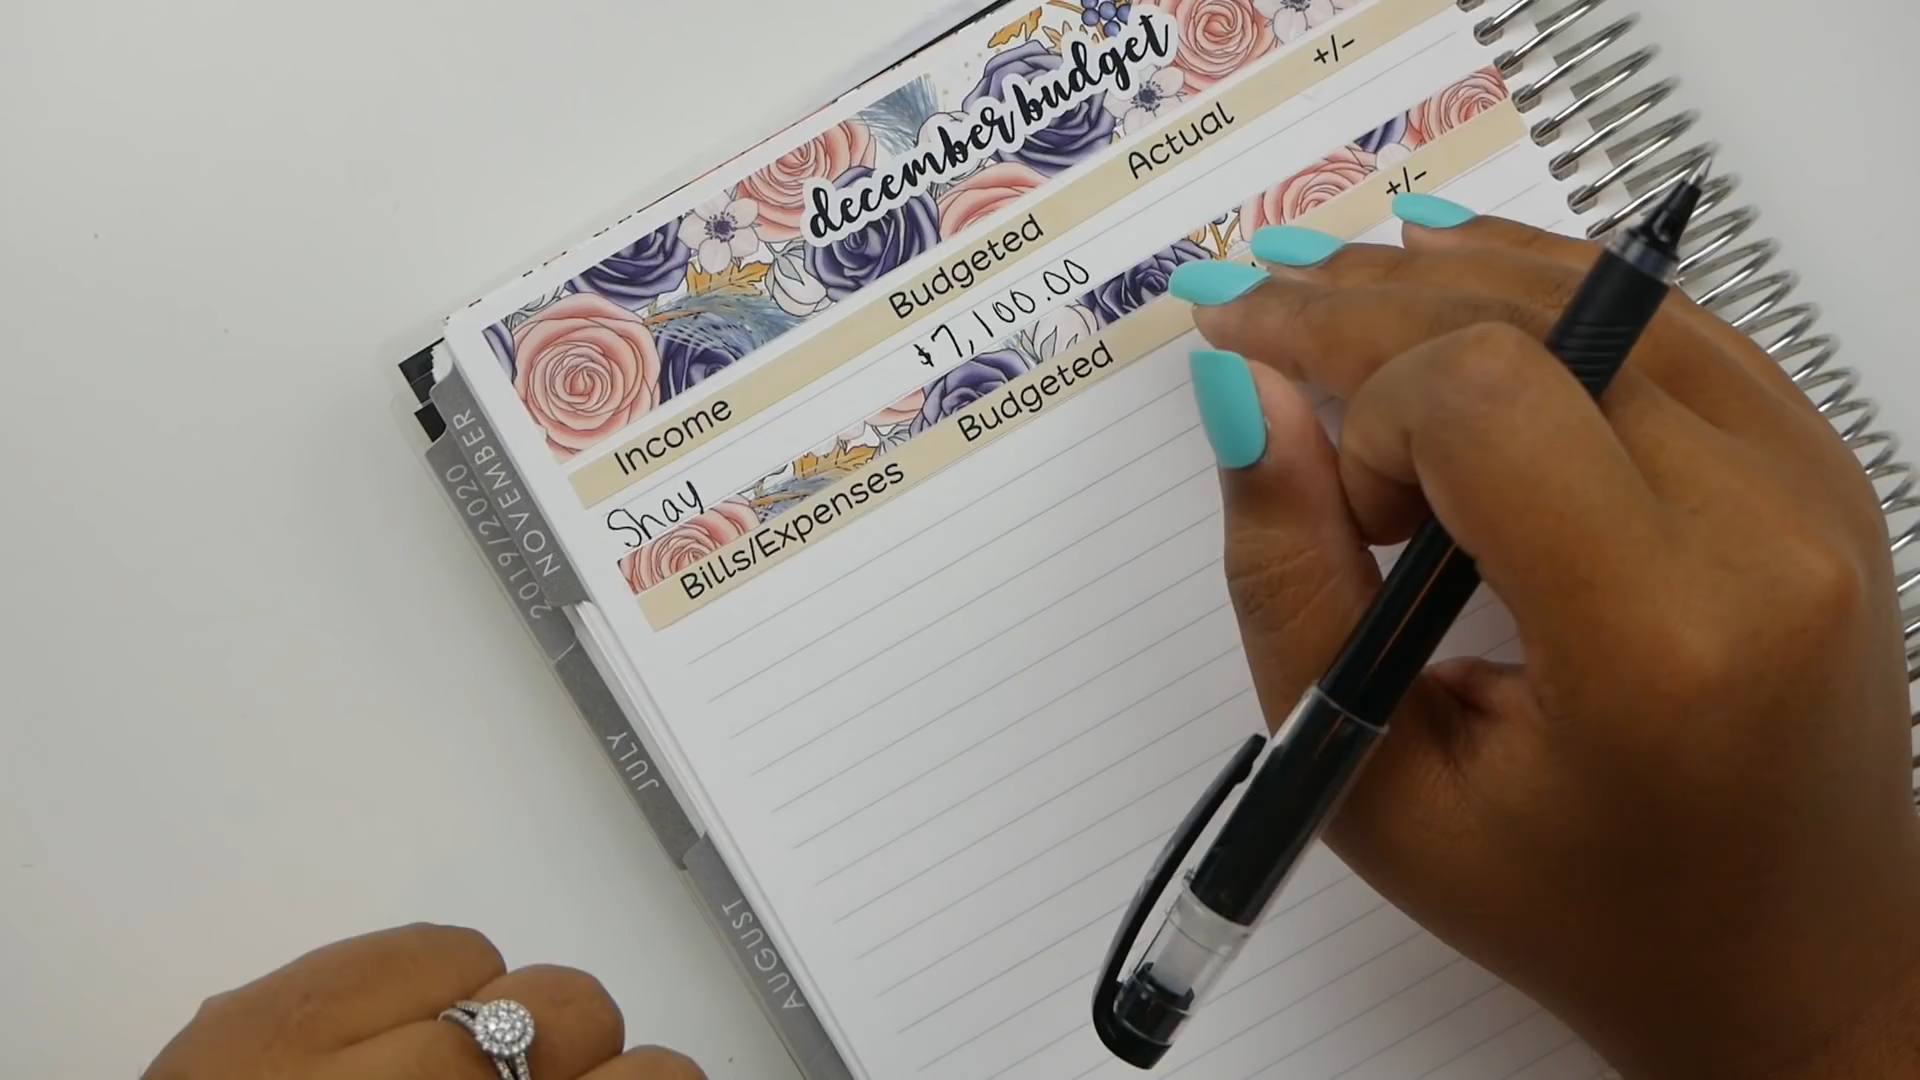 december budget
Income Budgeted Actual +/-
Shay $7,100.00
Bills/Expenses Budgeted +/-
2019/2020
NOVEMBER
JULY
AUGUST